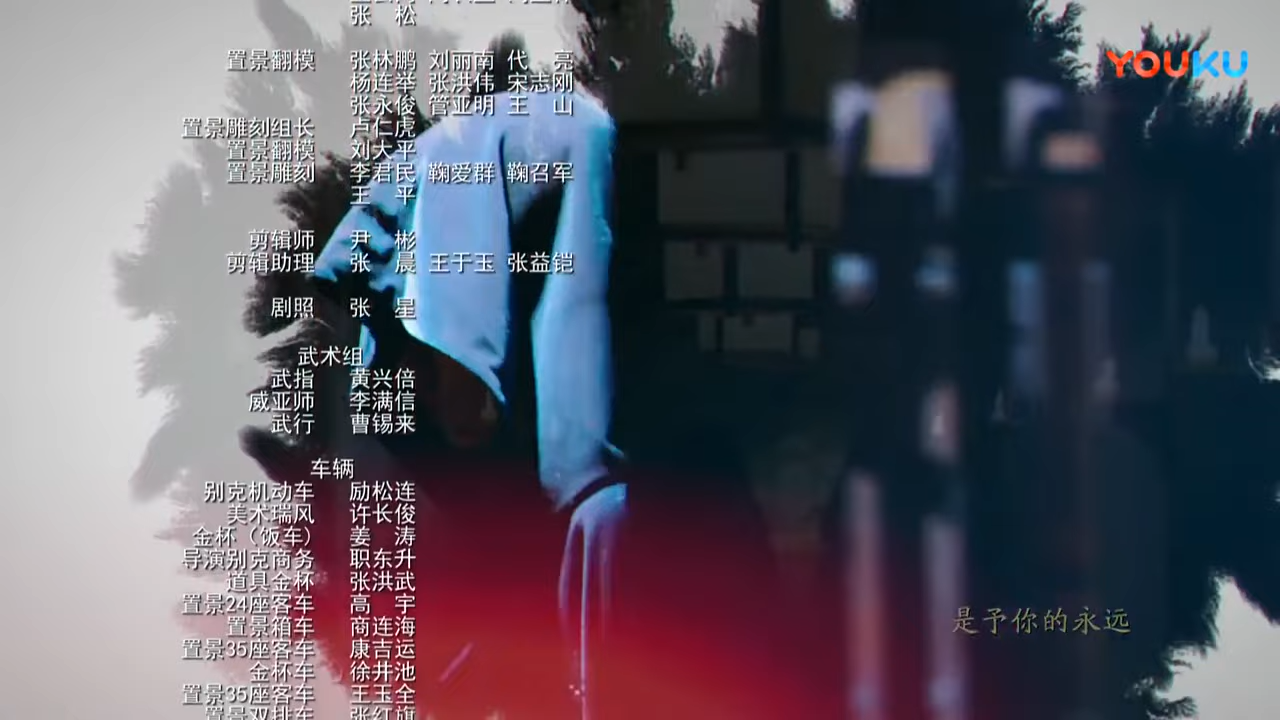 张　松
YOUKU
置景翻模　张林鹏 刘丽南 代　亮
杨连举 张洪伟 宋志刚
张永俊 管亚明 王　山
置景雕刻组长　卢仁虎
置景翻模　刘大平
置景雕刻　李君民 鞠爱群 鞠召军
王　平
剪辑师　尹　彬
剪辑助理　张　晨 王于玉 张益铠
剧照　张　星
武术组
武指　黄兴倍
威亚师　李满信
武行　曹锡来
车辆
别克机动车　励松连
美术瑞风　许长俊
金杯（饭车）　姜　涛
导演别克商务　职东升
道具金杯　张洪武
置景24座客车　高　宇
置景箱车　商连海
是予你的永远
置景35座客车　康吉运
金杯车　徐井池
置景35座客车　王玉全
置景双排车　张红旗